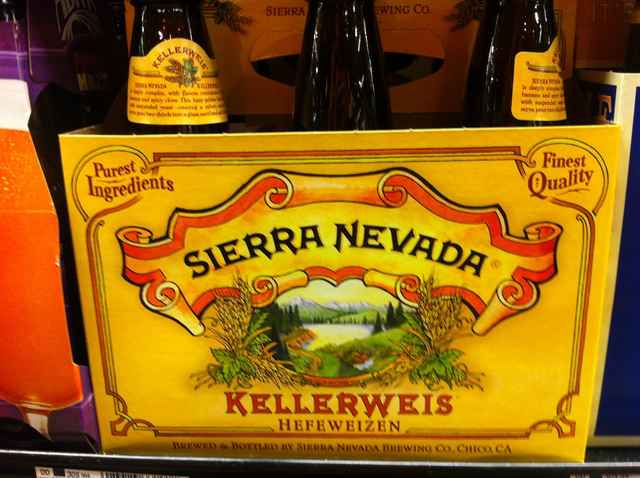 SIERRA
EWING CO.
KELLERWEIS
Purest
Ingredients
Finest
Quality
SIERRA NEVADA
KELLERWEIS
HEFEWEIZEN
BREWED & BOTTLED BY SIERRA NEVADA BREWING CO., CHICO, CA